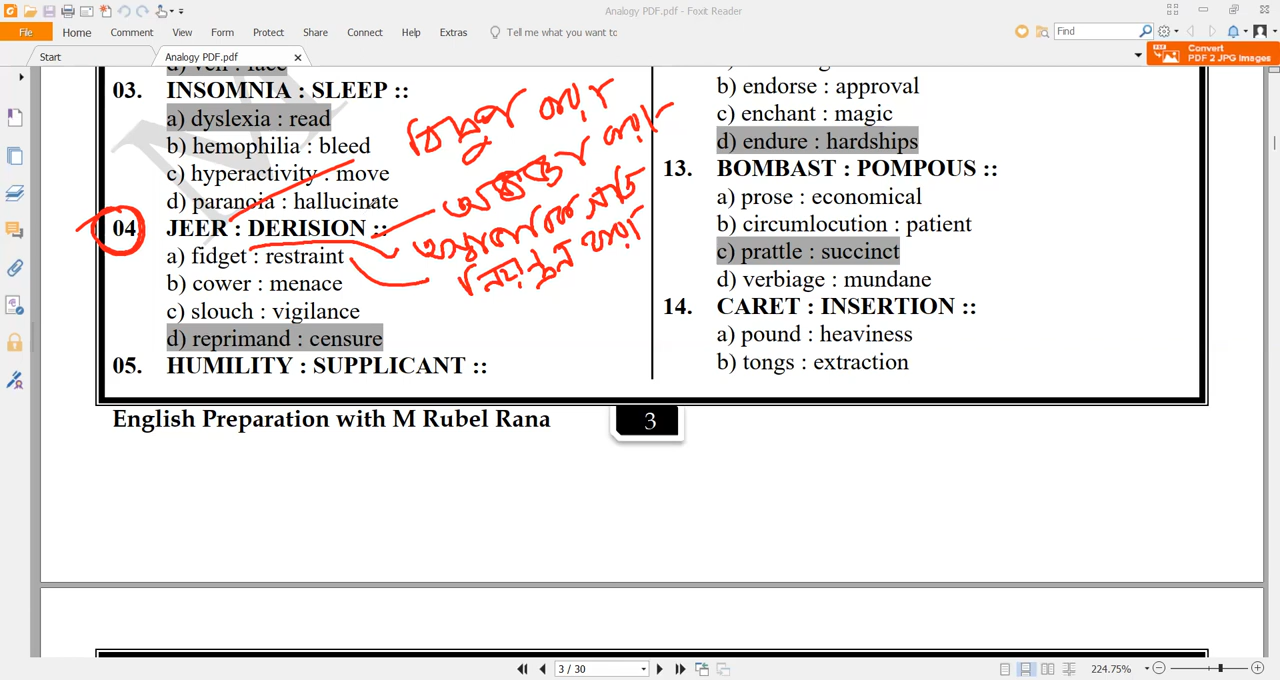 Analogy PDF.pdf - Foxit Reader
File Home Comment View Form Protect Share Connect Help Extras Tell me what you want to Find
Start Analogy PDF.pdf
Convert
PDF 2 JPG Images
03. INSOMNIA : SLEEP ::
a) dyslexia : read
b) hemophilia : bleed
c) hyperactivity : move
d) paranoia : hallucinate
04. JEER : DERISION ::
a) fidget : restraint
b) cower : menace
c) slouch : vigilance
d) reprimand : censure
05. HUMILITY : SUPPLICANT ::
বিদ্রুপ করা
b) endorse : approval
c) enchant : magic
d) endure : hardships
13. BOMBAST : POMPOUS ::
a) prose : economical
b) circumlocution : patient
c) prattle : succinct
d) verbiage : mundane
14. CARET : INSERTION ::
a) pound : heaviness
b) tongs : extraction
English Preparation with M Rubel Rana
3
3 / 30
224.75%